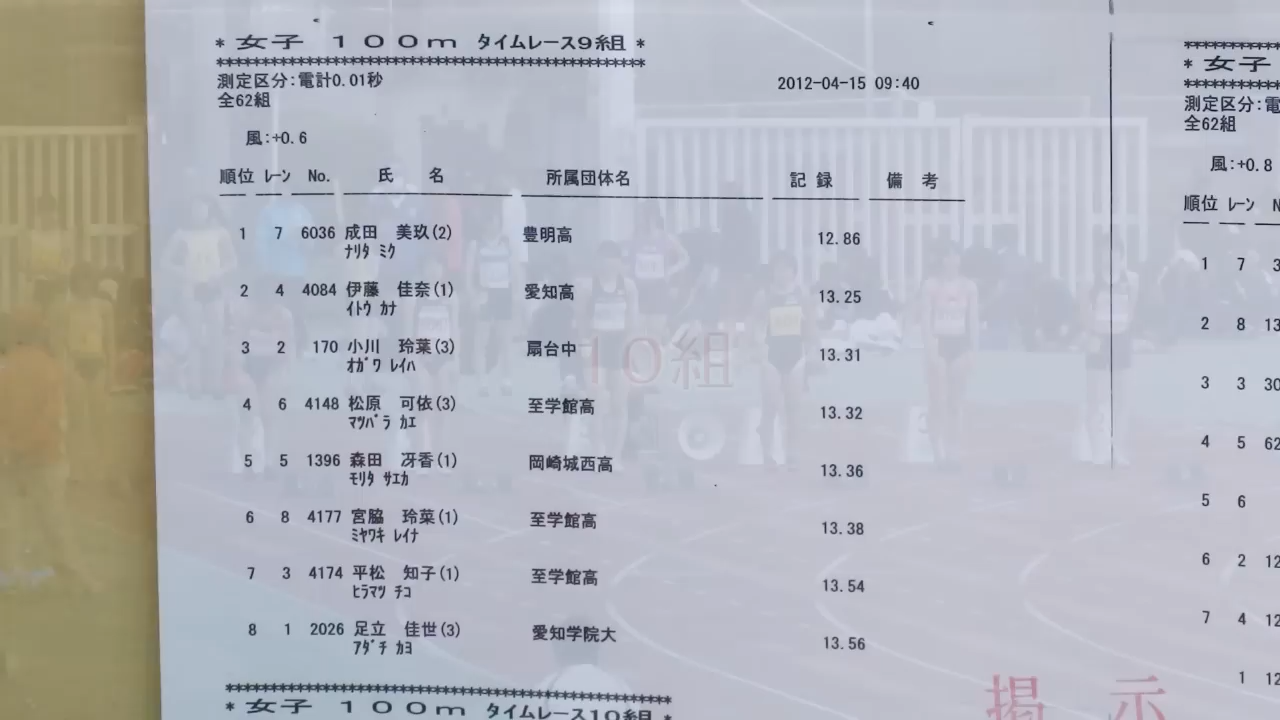 * 女子 １００ｍ タイムレース9組 *
**************************************************
測定区分:電計0.01秒 2012-04-15 09:40
全62組
風:+0.6
順位 ﾚｰﾝ No. 氏 名 所属団体名 記録 備考
1 7 6036 成田 美玖(2) 豊明高 12.86
ﾅﾘﾀ ﾐｸ
2 4 4084 伊藤 佳奈(1) 愛知高 13.25
ｲﾄｳ ｶﾅ
3 2 170 小川 玲葉(3) 扇台中 13.31
ｵｶﾞﾜ ﾚｲﾊ
4 6 4148 松原 可依(3) 至学館高 13.32
ﾏﾂﾊﾞﾗ ｶｴ
5 5 1396 森田 冴香(1) 岡崎城西高 13.36
ﾓﾘﾀ ｻｴｶ
6 8 4177 宮脇 玲菜(1) 至学館高 13.38
ﾐﾔﾜｷ ﾚｲﾅ
7 3 4174 平松 知子(1) 至学館高 13.54
ﾋﾗﾏﾂ ﾁｺ
8 1 2026 足立 佳世(3) 愛知学院大 13.56
ｱﾀﾞﾁ ｶﾖ
**************************************************
* 女子 １００ｍ タイムレース10組 *
10組
掲示
***********
* 女子
***********
測定区分:電
全62組
風:+0.8
順位 ﾚｰﾝ
1 7 3
2 8 13
3 3 30
4 5 62
5 6
6 2 12
7 4 12
1 12